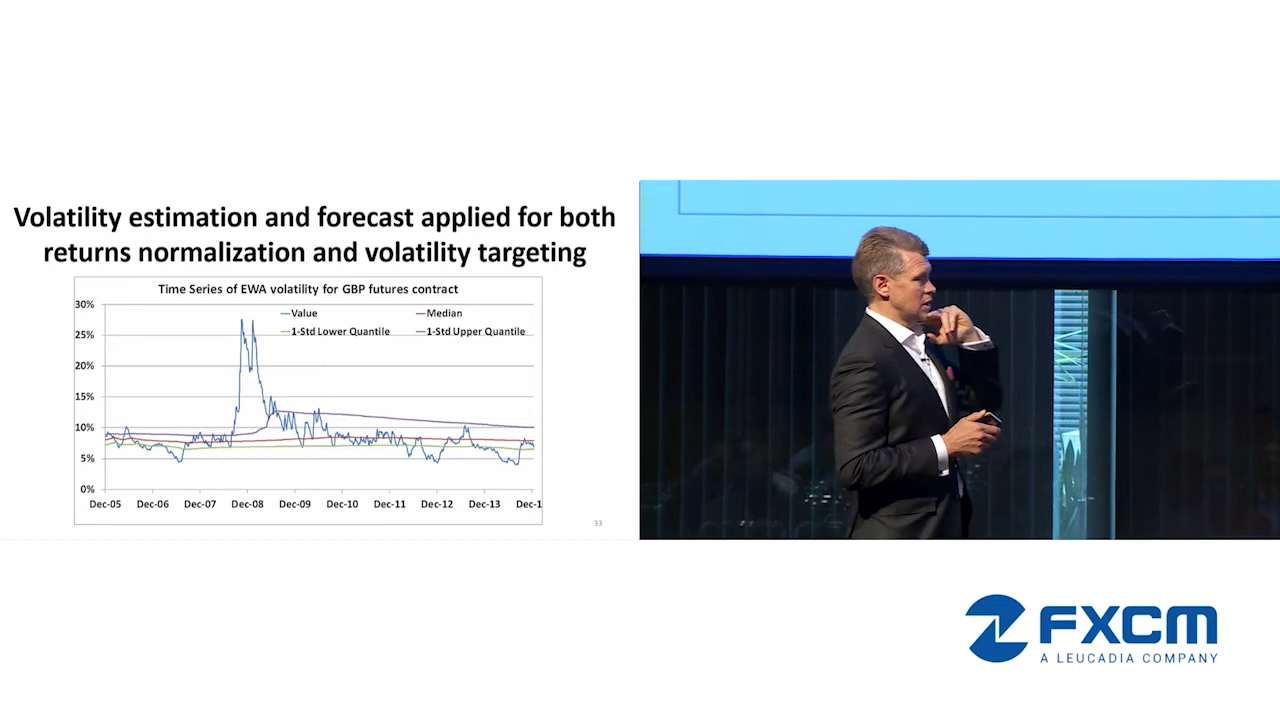 Volatility estimation and forecast applied for both
returns normalization and volatility targeting
Time Series of EWA volatility for GBP futures contract
30%
Value
Median
1-Std Lower Quantile
1-Std Upper Quantile
25%
20%
15%
10%
5%
0%
Dec-05 Dec-06 Dec-07 Dec-08 Dec-09 Dec-10 Dec-11 Dec-12 Dec-13 Dec-1
33
FXCM
A LEUCADIA COMPANY